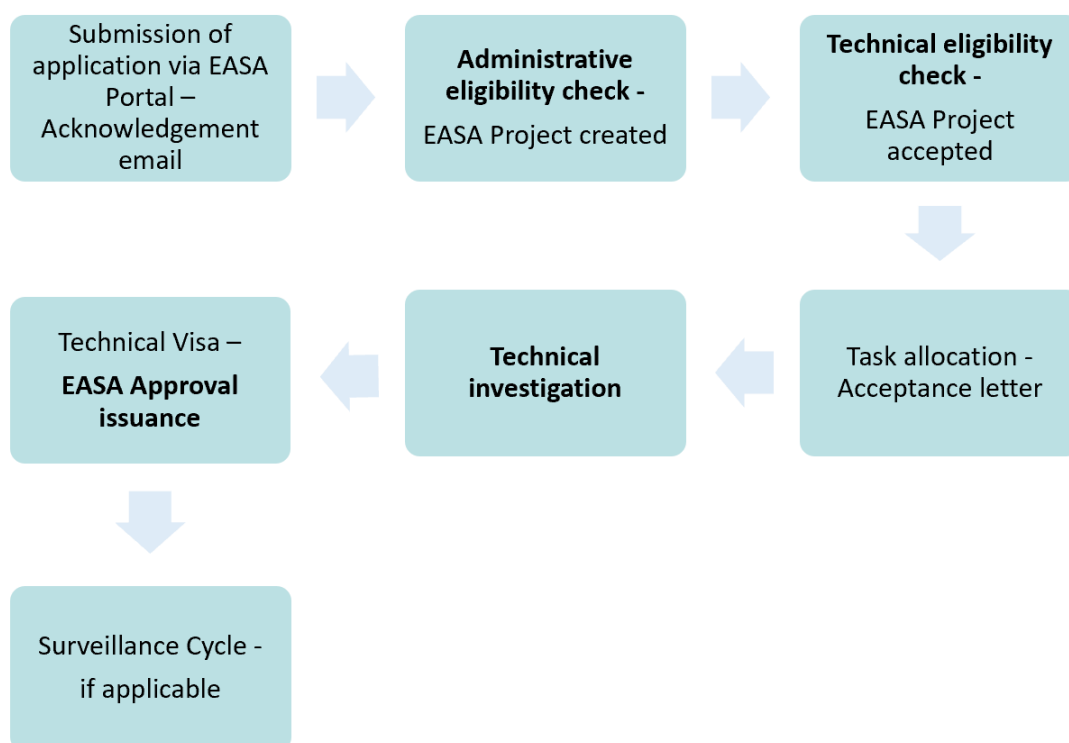 Submission of
application via EASA
Portal –
Acknowledgement
email
Administrative
eligibility check -
EASA Project created
Technical eligibility
check -
EASA Project
accepted
Task allocation -
Acceptance letter
Technical
investigation
Technical Visa –
EASA Approval
issuance
Surveillance Cycle -
if applicable